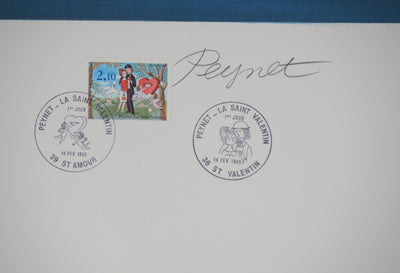 2,10
Peynet
PEYNET - LA SAINT VALENTIN
1er JOUR
14 FEV 1985
39 ST AMOUR
PEYNET - LA SAINT VALENTIN
1er JOUR
14 FEV 1985
36 ST VALENTIN